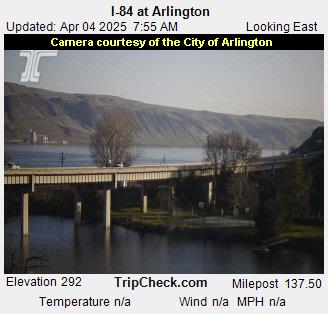 I-84 at Arlington
Updated: Apr 04 2025 7:55 AM Looking East
Camera courtesy of the City of Arlington
Elevation 292 TripCheck.com Milepost 137.50
Temperature n/a Wind n/a MPH n/a